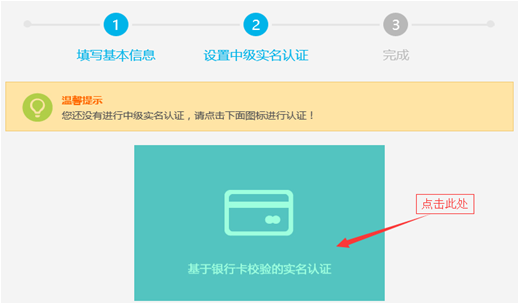 1 2 3
填写基本信息 设置中级实名认证 完成
温馨提示
您还没有进行中级实名认证，请点击下面图标进行认证！
点击此处
基于银行卡校验的实名认证